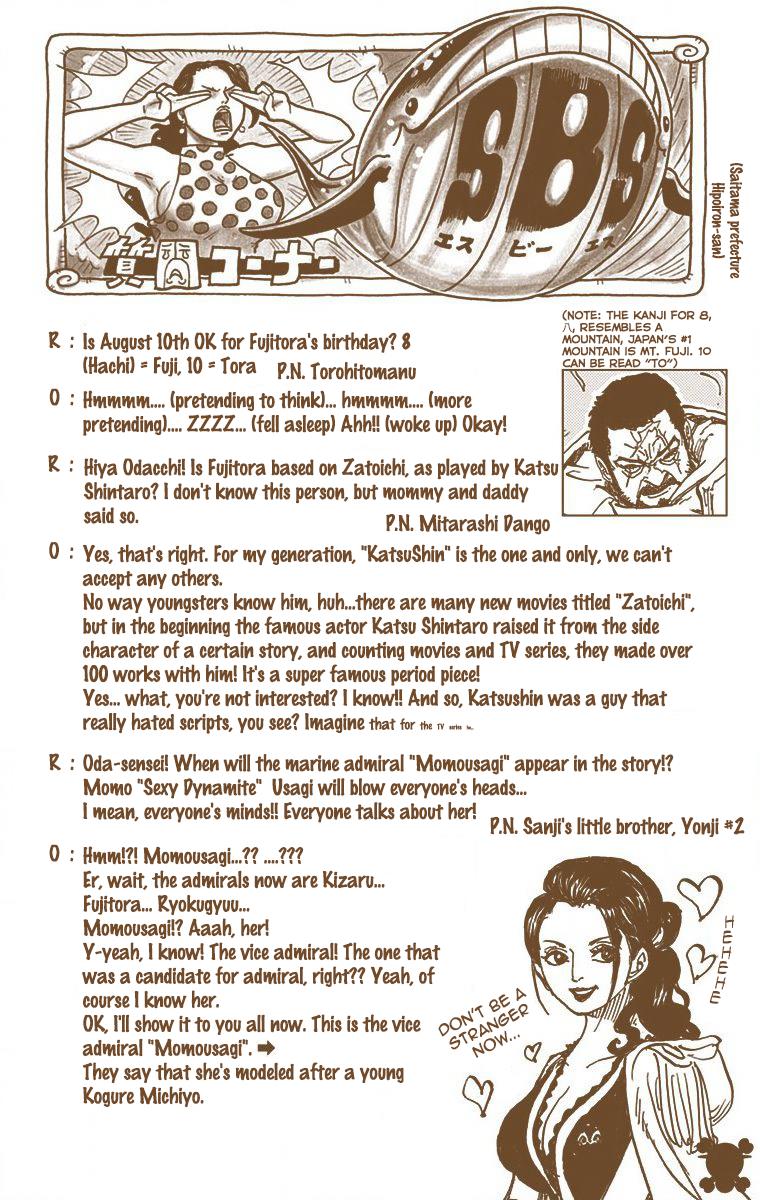 SBS
エス ビー エス
質問コーナー
(Saitama prefecture
Hipoiron-san)
(NOTE: THE KANJI FOR 8,
八, RESEMBLES A
MOUNTAIN, JAPAN'S #1
MOUNTAIN IS MT. FUJI. 10
CAN BE READ "TO")
R : Is August 10th OK for Fujitora's birthday? 8
(Hachi) = Fuji, 10 = Tora P.N. Torohitomanu
O : Hmmmm.... (pretending to think)... hmmmm.... (more
pretending).... ZZZZ... (fell asleep) Ahh!! (woke up) Okay!
R : Hiya Odacchi! Is Fujitora based on Zatoichi, as played by Katsu
Shintaro? I don't know this person, but mommy and daddy
said so.
P.N. Mitarashi Dango
O : Yes, that's right. For my generation, "KatsuShin" is the one and only, we can't
accept any others.
No way youngsters know him, huh...there are many new movies titled "Zatoichi",
but in the beginning the famous actor Katsu Shintaro raised it from the side
character of a certain story, and counting movies and TV series, they made over
100 works with him! It's a super famous period piece!
Yes... what, you're not interested? I know!! And so, Katsushin was a guy that
really hated scripts, you see? Imagine that for the TV series in..
R : Oda-sensei! When will the marine admiral "Momousagi" appear in the story!?
Momo "Sexy Dynamite" Usagi will blow everyone's heads...
I mean, everyone's minds!! Everyone talks about her!
P.N. Sanji's little brother, Yonji #2
O : Hmm!?! Momousagi...?? ....???
Er, wait, the admirals now are Kizaru...
Fujitora... Ryokugyuu...
Momousagi!? Aaah, her!
Y-yeah, I know! The vice admiral! The one that
was a candidate for admiral, right?? Yeah, of
course I know her.
OK, I'll show it to you all now. This is the vice
admiral "Momousagi". ➡
They say that she's modeled after a young
Kogure Michiyo.
HEHEHE
DON'T BE A
STRANGER
NOW...